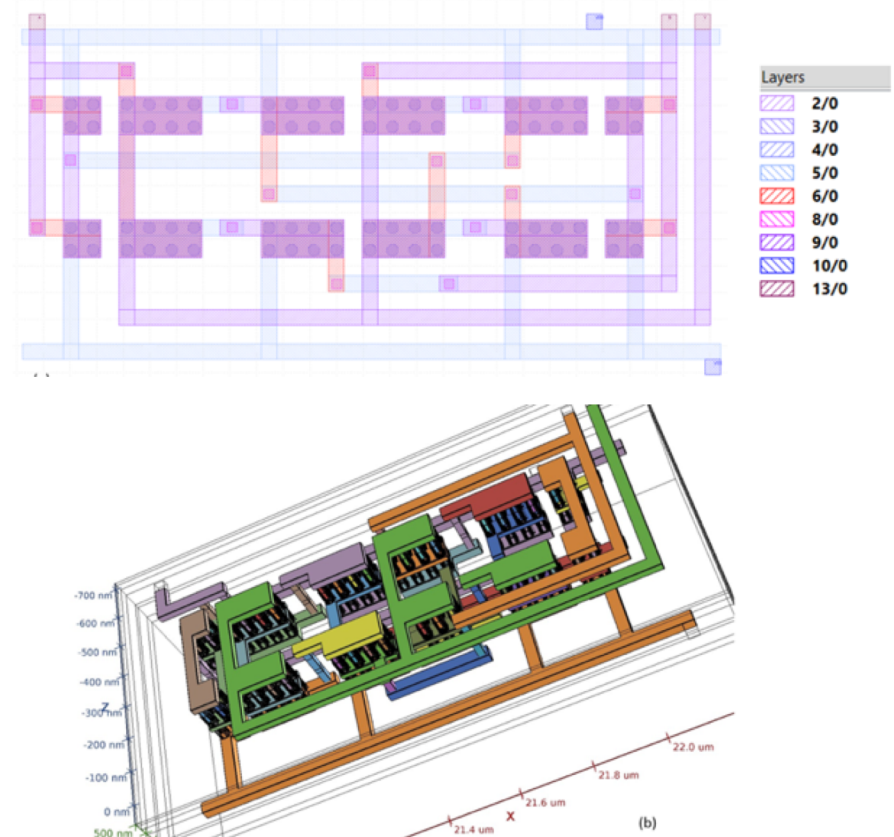 Layers
2/0
3/0
4/0
5/0
6/0
8/0
9/0
10/0
13/0
-700 nm
-600 nm
-500 nm
-400 nm
-300 nm
Z
-200 nm
-100 nm
0 nm
500 nm
21.4 um
X
21.6 um
21.8 um
22.0 um
(b)